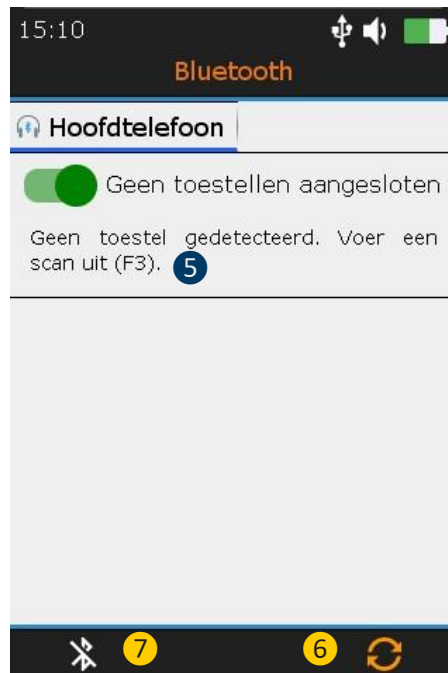 15:10
Bluetooth
Hoofdtelefoon
Geen toestellen aangesloten
Geen toestel gedetecteerd. Voer een
scan uit (F3). 5
7 6